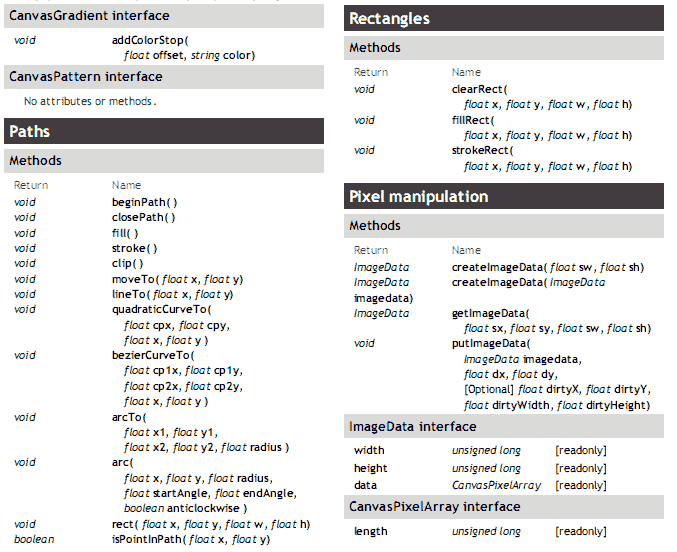 CanvasGradient interface
void addColorStop(
float offset, string color)
CanvasPattern interface
No attributes or methods.
Paths
Methods
Return Name
void beginPath( )
void closePath( )
void fill( )
void stroke( )
void clip( )
void moveTo( float x, float y)
void lineTo( float x, float y)
void quadraticCurveTo(
float cpx, float cpy,
float x, float y )
void bezierCurveTo(
float cp1x, float cp1y,
float cp2x, float cp2y,
float x, float y )
void arcTo(
float x1, float y1,
float x2, float y2, float radius )
void arc(
float x, float y, float radius,
float startAngle, float endAngle,
boolean anticlockwise )
void rect( float x, float y, float w, float h)
boolean isPointInPath( float x, float y)
Rectangles
Methods
Return Name
void clearRect(
float x, float y, float w, float h)
void fillRect(
float x, float y, float w, float h)
void strokeRect(
float x, float y, float w, float h)
Pixel manipulation
Methods
Return Name
ImageData createImageData( float sw, float sh)
ImageData createImageData( ImageData
imagedata)
ImageData getImageData(
float sx, float sy, float sw, float sh)
void putImageData(
ImageData imagedata,
float dx, float dy,
[Optional] float dirtyX, float dirtyY,
float dirtyWidth, float dirtyHeight)
ImageData interface
width unsigned long [readonly]
height unsigned long [readonly]
data CanvasPixelArray [readonly]
CanvasPixelArray interface
length unsigned long [readonly]